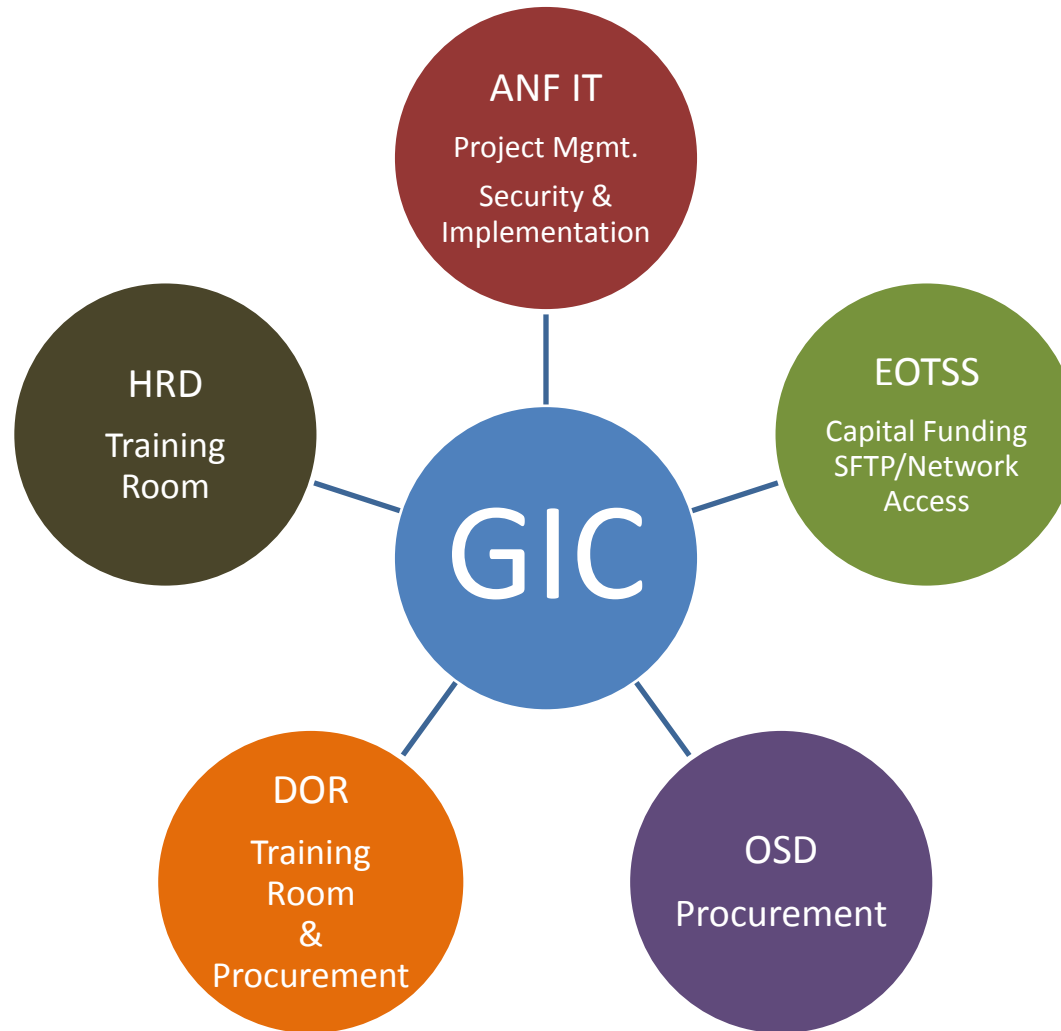 ANF IT
Project Mgmt.
Security &
Implementation
HRD
Training
Room
EOTSS
Capital Funding
SFTP/Network
Access
GIC
DOR
Training
Room
&
Procurement
OSD
Procurement